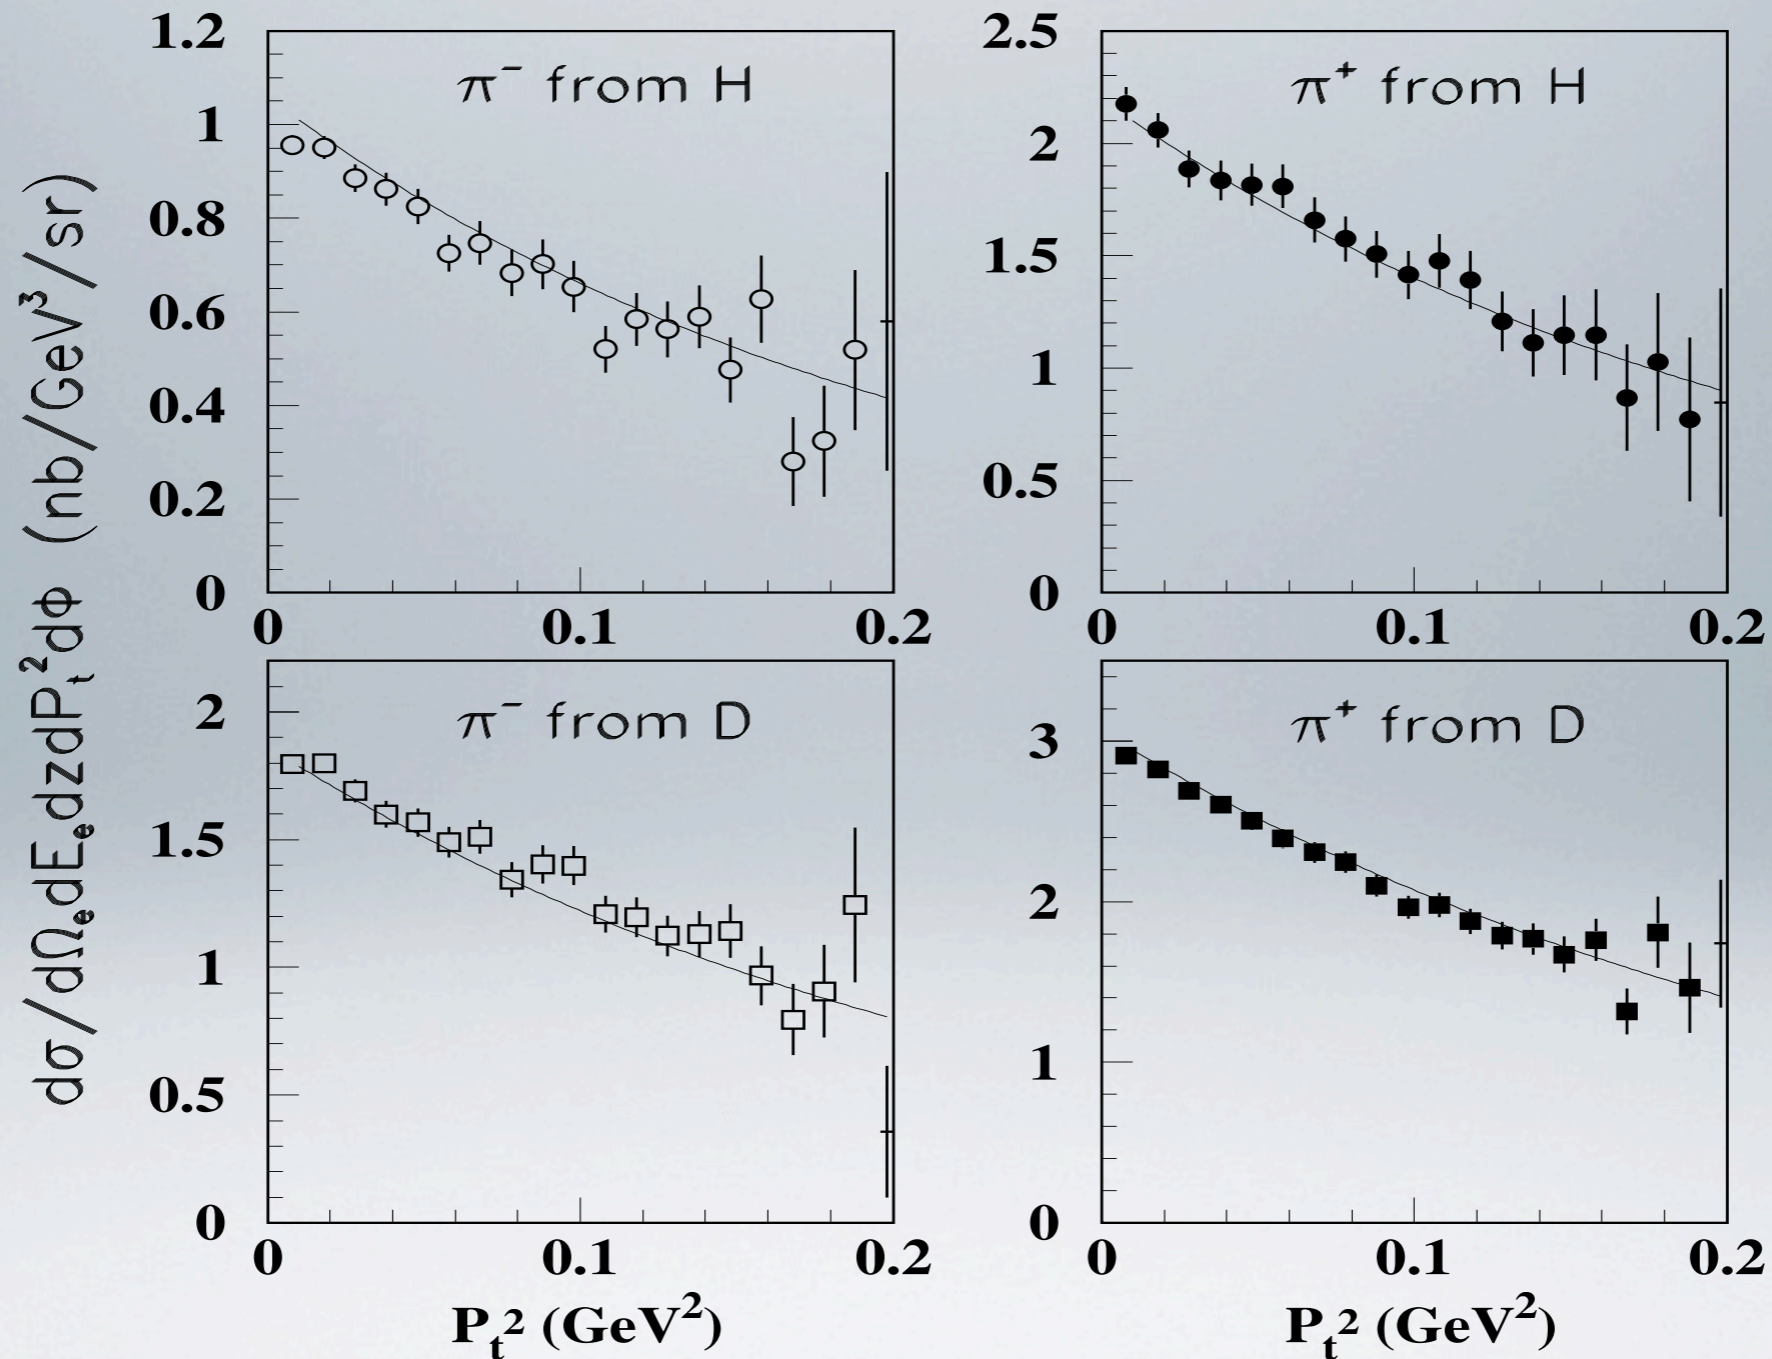 dσ/dΩₑdEₑdzdPₜ²dφ (nb/GeV³/sr)
π⁻ from H
1.2
1
0.8
0.6
0.4
0.2
0
0 0.1 0.2
π⁺ from H
2.5
2
1.5
1
0.5
0
0 0.1 0.2
π⁻ from D
2
1.5
1
0.5
0
0 0.1 0.2
Pₜ² (GeV²)
π⁺ from D
3
2
1
0
0 0.1 0.2
Pₜ² (GeV²)